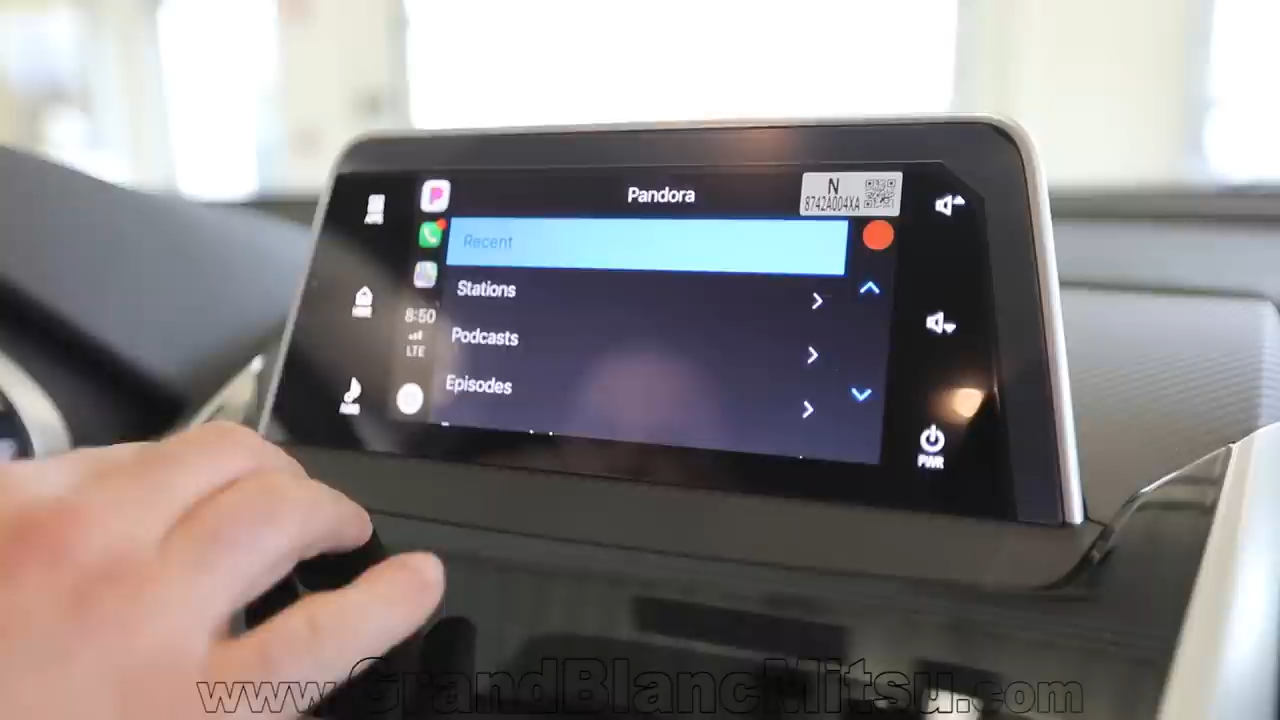 Pandora
N
8742A004XA
Recent
Stations
Podcasts
8:50
LTE
Episodes
PWR
www.GrandBlancMitsu.com